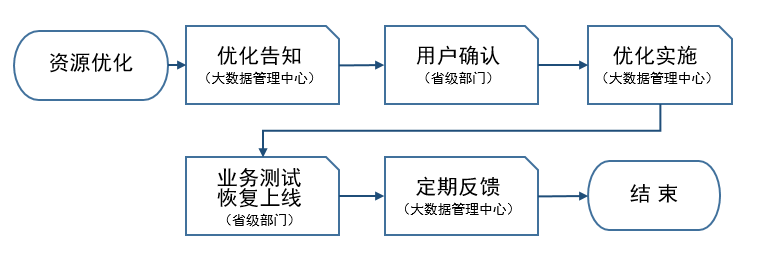 资源优化
优化告知
（大数据管理中心）
用户确认
（省级部门）
优化实施
（大数据管理中心）
业务测试
恢复上线
（省级部门）
定期反馈
（大数据管理中心）
结 束